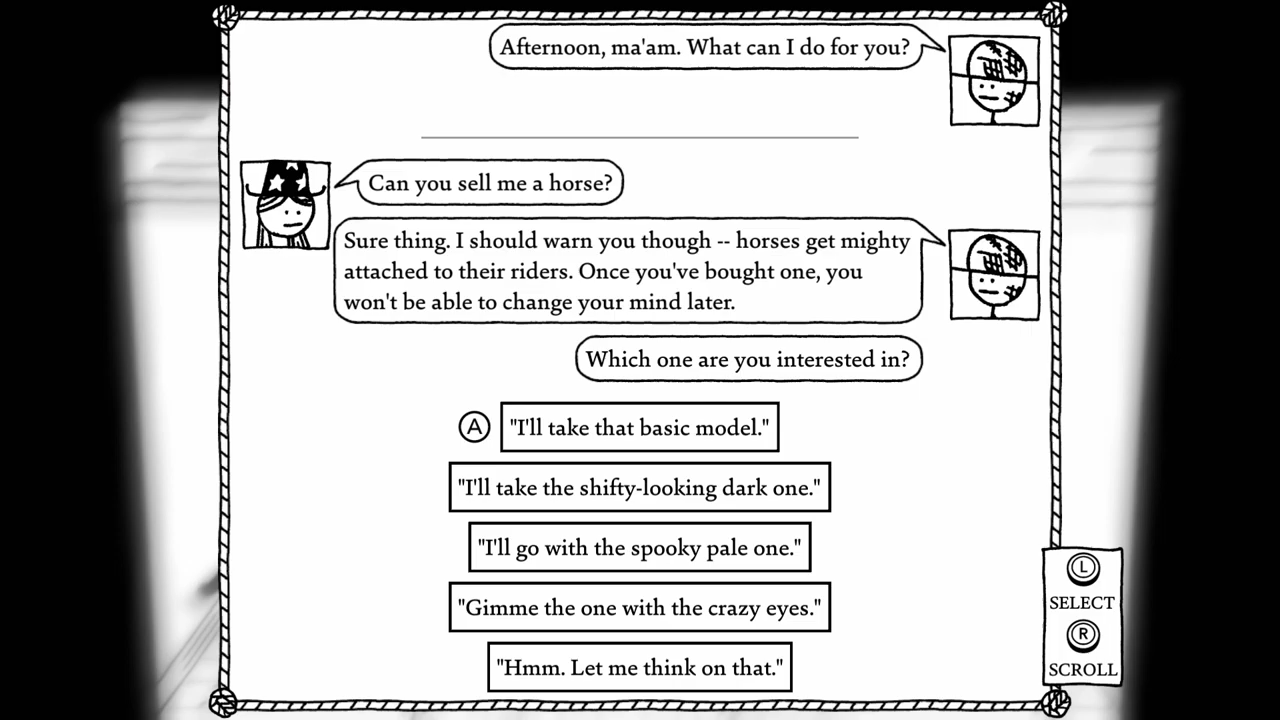 Afternoon, ma'am. What can I do for you?
Can you sell me a horse?
Sure thing. I should warn you though -- horses get mighty
attached to their riders. Once you've bought one, you
won't be able to change your mind later.
Which one are you interested in?
A "I'll take that basic model."
"I'll take the shifty-looking dark one."
"I'll go with the spooky pale one."
"Gimme the one with the crazy eyes."
"Hmm. Let me think on that."
L
SELECT
R
SCROLL